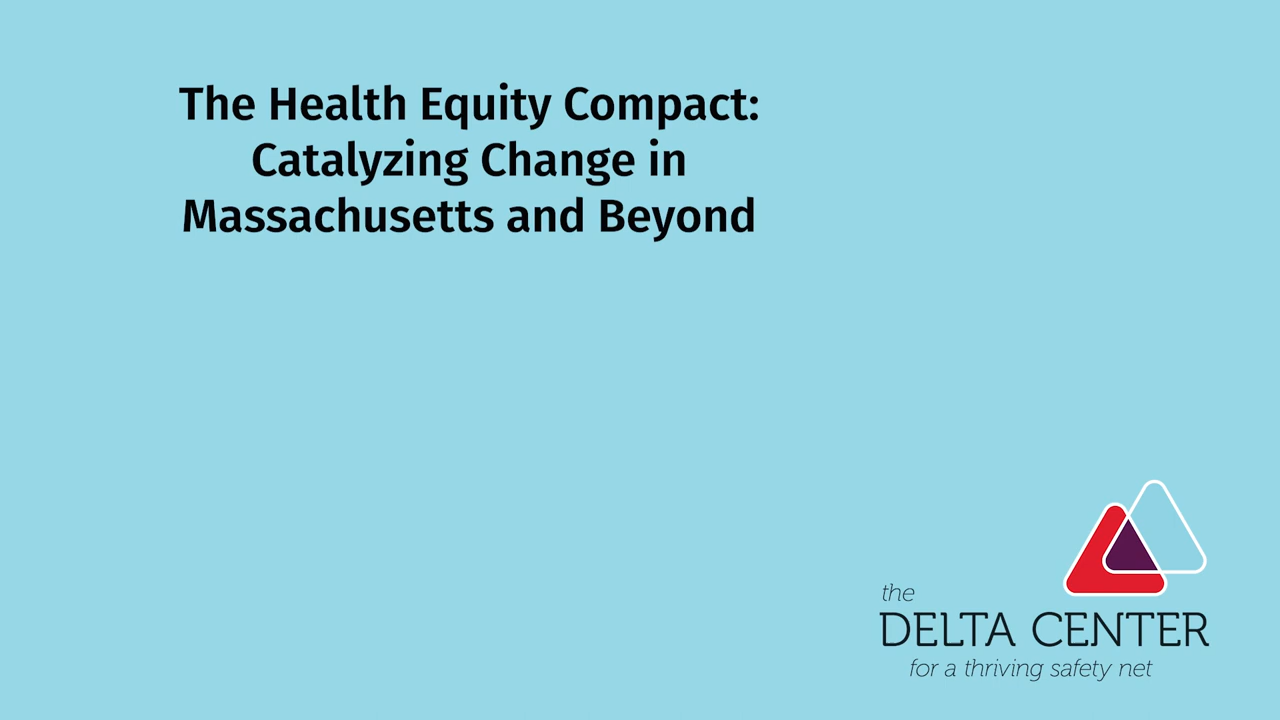 The Health Equity Compact:
Catalyzing Change in
Massachusetts and Beyond
the
DELTA CENTER
for a thriving safety net